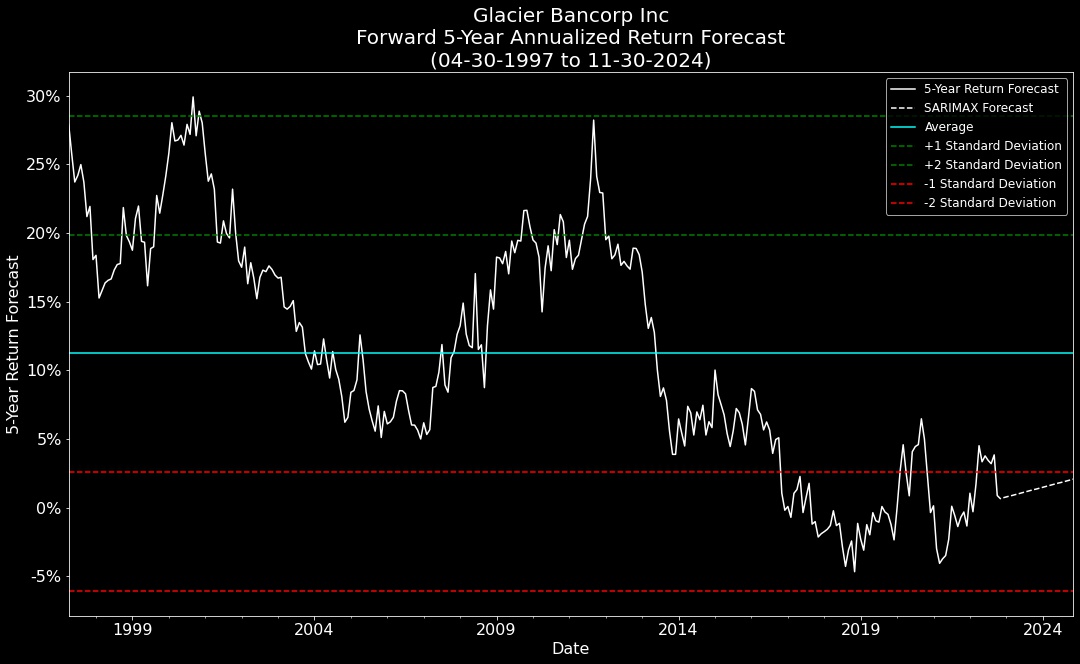 Glacier Bancorp Inc
Forward 5-Year Annualized Return Forecast
(04-30-1997 to 11-30-2024)
5-Year Return Forecast
SARIMAX Forecast
Average
+1 Standard Deviation
+2 Standard Deviation
-1 Standard Deviation
-2 Standard Deviation
30%
25%
20%
15%
10%
5%
0%
-5%
5-Year Return Forecast
1999
2004
2009
2014
2019
2024
Date